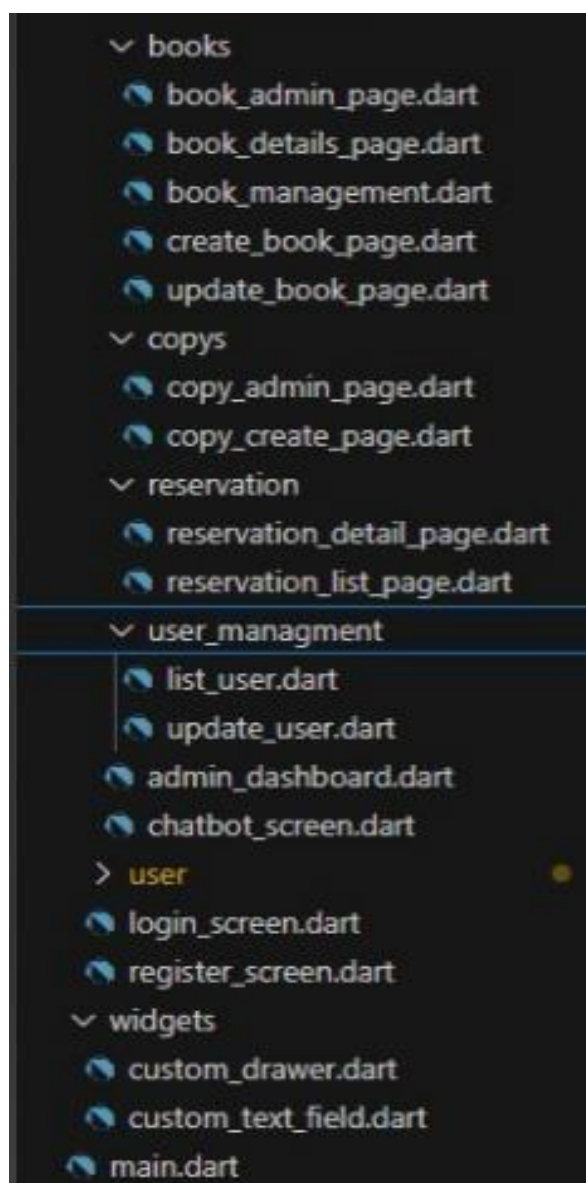 books
book_admin_page.dart
book_details_page.dart
book_management.dart
create_book_page.dart
update_book_page.dart
copys
copy_admin_page.dart
copy_create_page.dart
reservation
reservation_detail_page.dart
reservation_list_page.dart
user_managment
list_user.dart
update_user.dart
admin_dashboard.dart
chatbot_screen.dart
user
login_screen.dart
register_screen.dart
widgets
custom_drawer.dart
custom_text_field.dart
main.dart